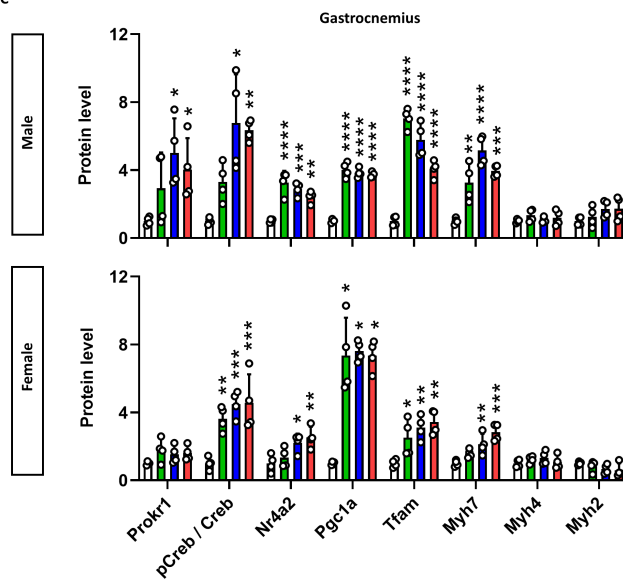 c
Gastrocnemius
Male
Protein level
12
8
4
0
* *
* **
**** *** **
**** **** ****
**** **** ****
** **** ***
Female
Protein level
12
8
4
0
** *** ***
* **
* * *
* ** **
** ***
Prokr1
pCreb / Creb
Nr4a2
Pgc1a
Tfam
Myh7
Myh4
Myh2